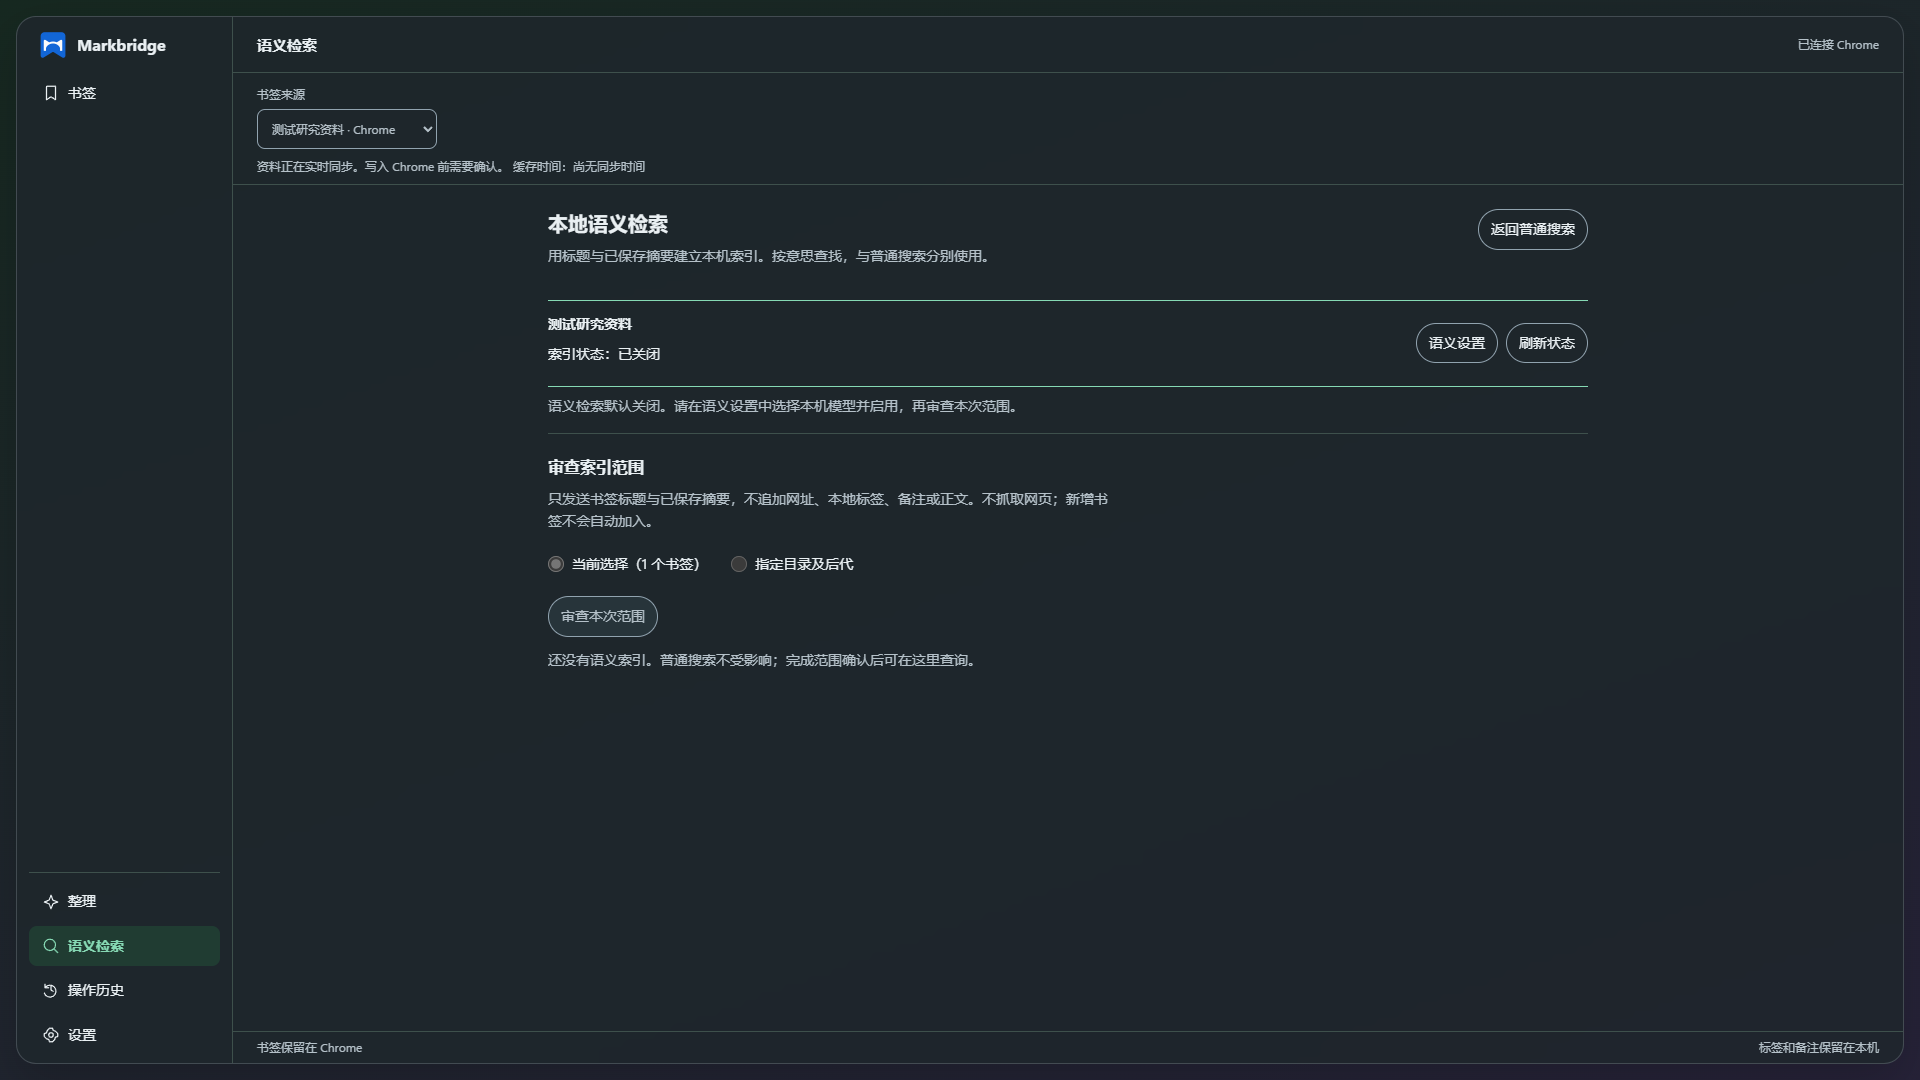 Markbridge
书签
整理
语义检索
操作历史
设置
语义检索
已连接 Chrome
书签来源
测试研究资料 · Chrome
资料正在实时同步。写入 Chrome 前需要确认。 缓存时间：尚无同步时间
本地语义检索
返回普通搜索
用标题与已保存摘要建立本机索引。按意思查找，与普通搜索分别使用。
测试研究资料
索引状态：已关闭
语义设置
刷新状态
语义检索默认关闭。请在语义设置中选择本机模型并启用，再审查本次范围。
审查索引范围
只发送书签标题与已保存摘要，不追加网址、本地标签、备注或正文。不抓取网页；新增书
签不会自动加入。
当前选择（1 个书签）
指定目录及后代
审查本次范围
还没有语义索引。普通搜索不受影响；完成范围确认后可在这里查询。
书签保留在 Chrome
标签和备注保留在本机